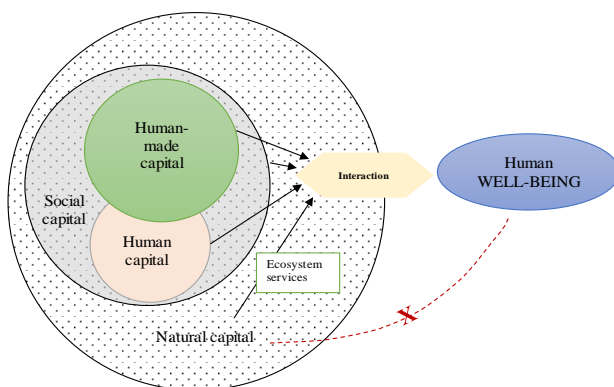 Human-
made
capital
Social
capital
Human
capital
Interaction
Human
WELL-BEING
Ecosystem
services
Natural capital